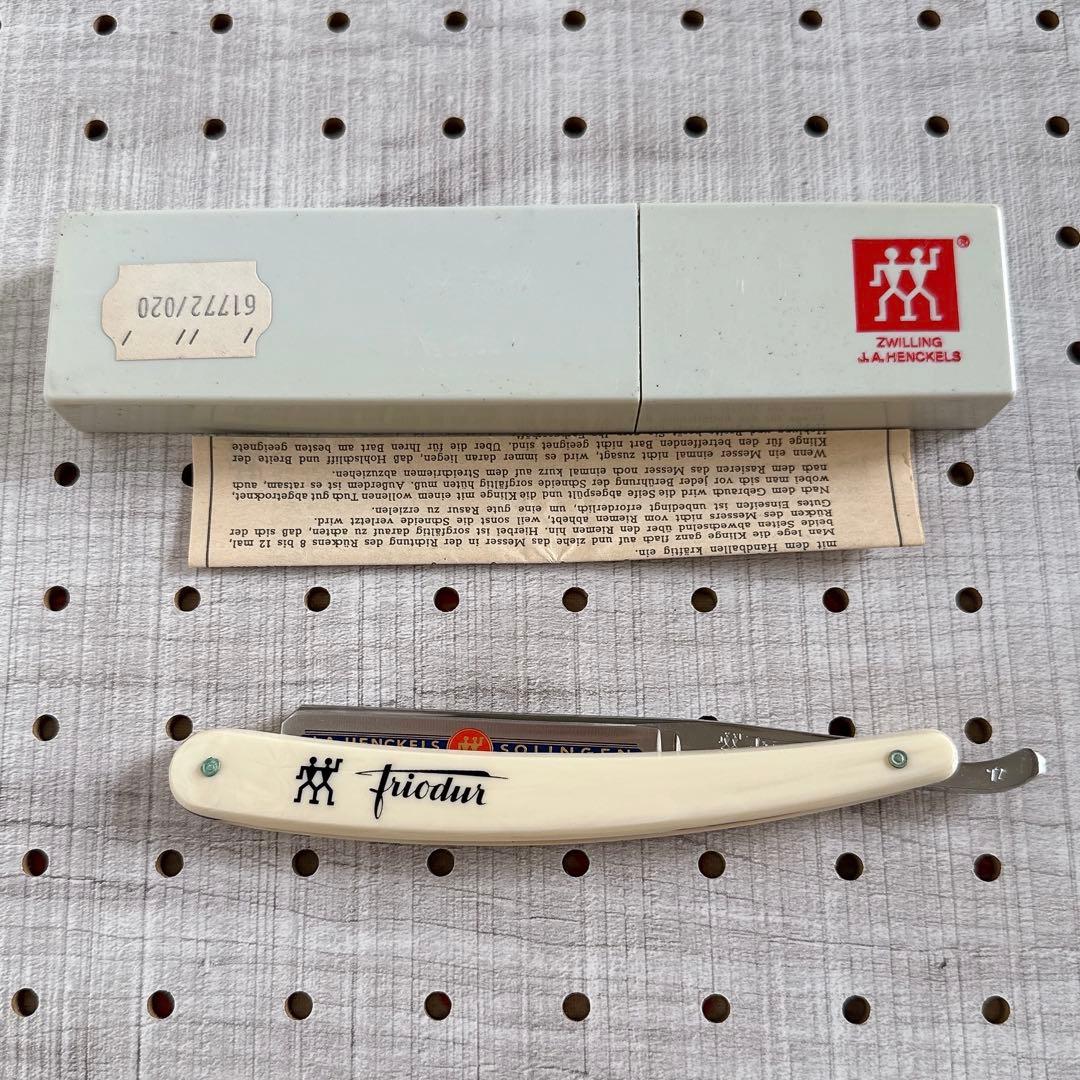 61772/020
®
ZWILLING
J.A. HENCKELS
mit dem Handballen kräftig ein.
Man lege die Klinge ganz flach auf und ziehe das Messer in der Richtung des Rückens 8 bis 12 mal,
beide Seiten abwechselnd über den Riemen hin. Hierbei ist sorgfältig darauf zu achten, daß sich der
Rücken des Messers nicht vom Riemen abhebt, weil sonst die Schneide verletzt wird.
Gutes Einseifen ist unbedingt erforderlich, um eine gute Rasur zu erzielen.
Nach dem Gebrauch wird die Seife abgespült und die Klinge mit einem wollenen Tuch gut abgetrocknet,
wobei man sich vor jeder Berührung der Schneide sorgfältig hüten muß. Außerdem ist es ratsam, auch
nach dem Rasieren das Messer noch einmal kurz auf dem Streichriemen abzuziehen.
Wenn ein Messer einmal nicht zusagt, wird es immer daran liegen, daß Hohlschliff und Breite der
Klinge für den betreffenden Bart nicht geeignet sind. Über die für Ihren Bart am besten geeignete
J.A. HENCKELS SOLINGEN
friodur